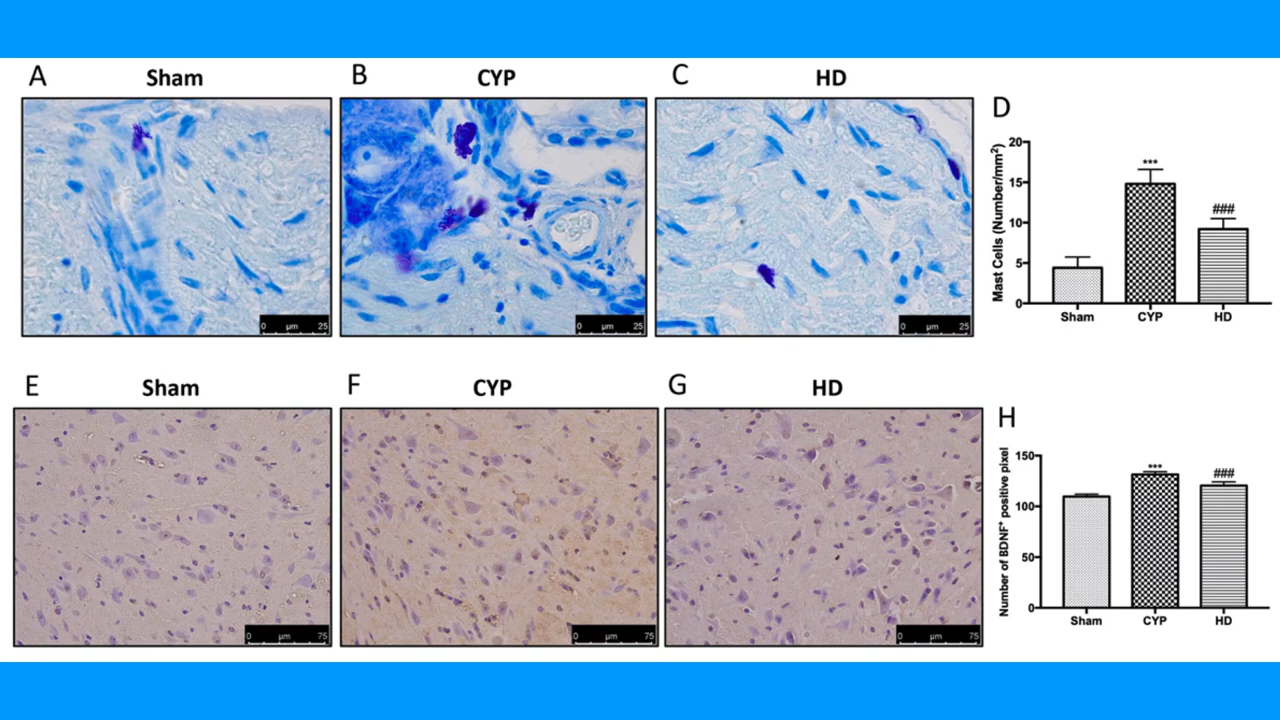 A
Sham
B
CYP
C
HD
0 µm 25
0 µm 25
0 µm 25
D
Mast Cells (Number/mm²)
20
15
10
5
0
***
###
Sham
CYP
HD
E
Sham
F
CYP
G
HD
0 µm 75
0 µm 75
0 µm 75
H
Number of BDNF⁺ positive pixel
150
100
50
0
***
###
Sham
CYP
HD